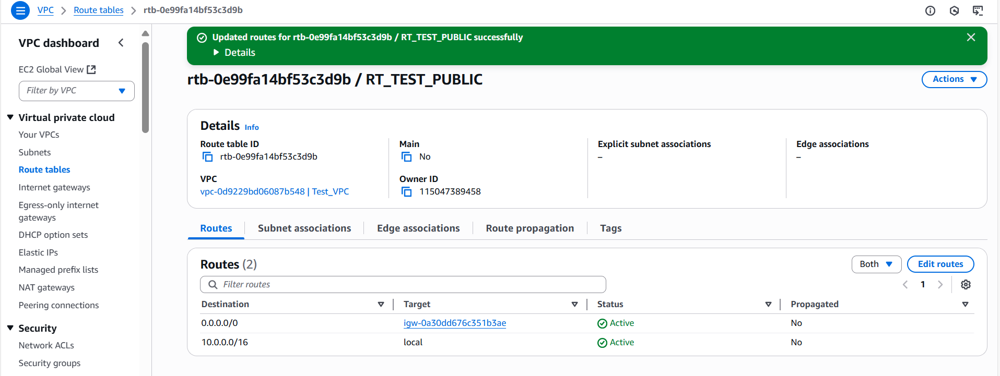 VPC > Route tables > rtb-0e99fa14bf53c3d9b
VPC dashboard
EC2 Global View
Filter by VPC
Virtual private cloud
Your VPCs
Subnets
Route tables
Internet gateways
Egress-only internet
gateways
DHCP option sets
Elastic IPs
Managed prefix lists
NAT gateways
Peering connections
Security
Network ACLs
Security groups
Updated routes for rtb-0e99fa14bf53c3d9b / RT_TEST_PUBLIC successfully
Details
rtb-0e99fa14bf53c3d9b / RT_TEST_PUBLIC
Actions
Details Info
Route table ID
rtb-0e99fa14bf53c3d9b
Main
No
Explicit subnet associations
–
Edge associations
–
VPC
vpc-0d9229bd06087b548 | Test_VPC
Owner ID
115047389458
Routes Subnet associations Edge associations Route propagation Tags
Routes (2)
Both
Edit routes
Filter routes
1
Destination Target Status Propagated
0.0.0.0/0 igw-0a30dd676c351b3ae Active No
10.0.0.0/16 local Active No